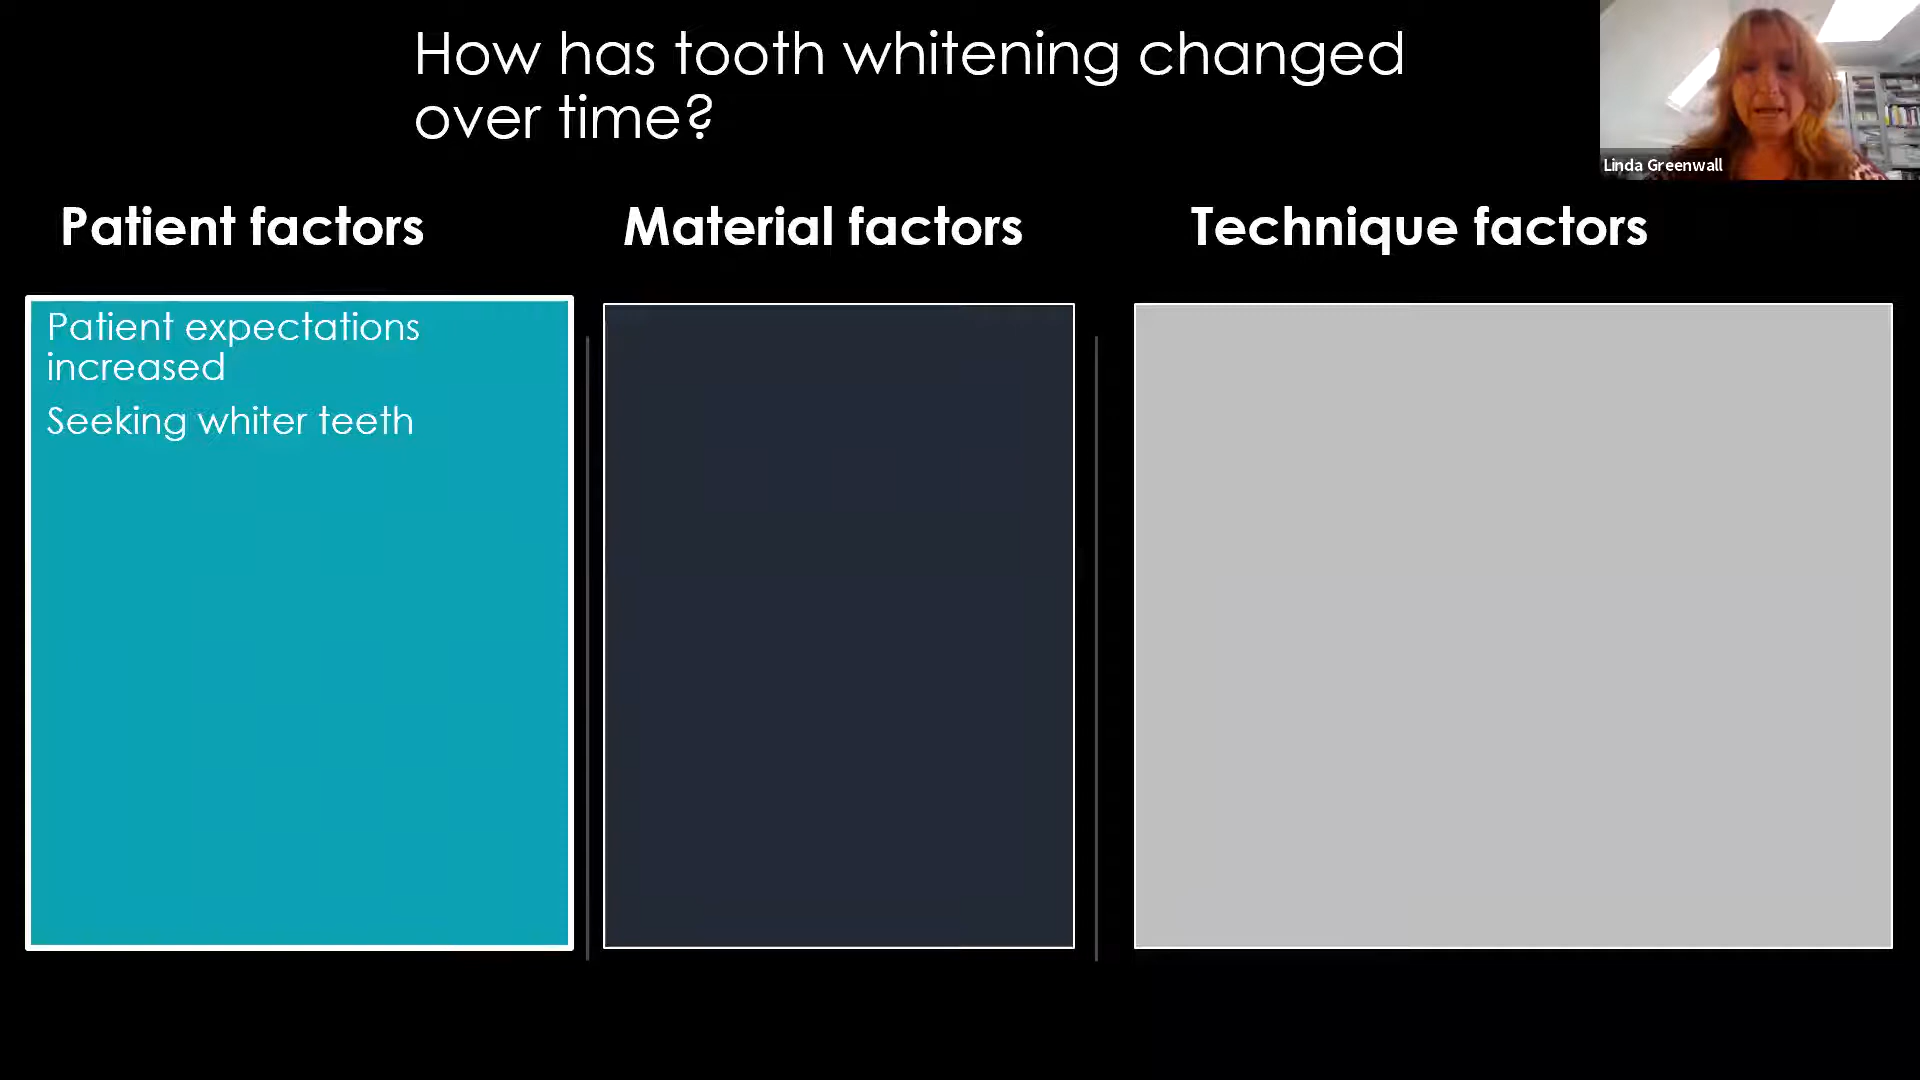 How has tooth whitening changed
over time?
Linda Greenwall
Patient factors
Material factors
Technique factors
Patient expectations
increased
Seeking whiter teeth